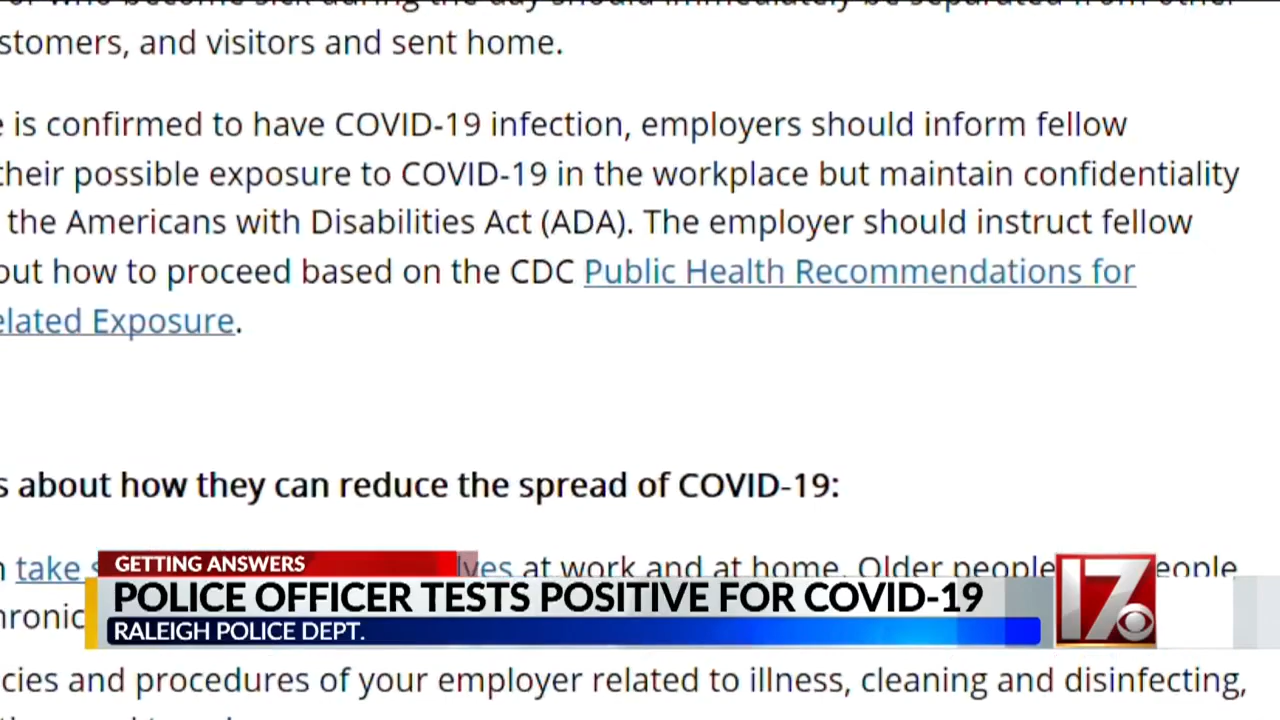 stomers, and visitors and sent home.
is confirmed to have COVID-19 infection, employers should inform fellow
their possible exposure to COVID-19 in the workplace but maintain confidentiality
the Americans with Disabilities Act (ADA). The employer should instruct fellow
out how to proceed based on the CDC Public Health Recommendations for
elated Exposure.
s about how they can reduce the spread of COVID-19:
take at work and at home. Older people
GETTING ANSWERS
POLICE OFFICER TESTS POSITIVE FOR COVID-19
RALEIGH POLICE DEPT.
17
cies and procedures of your employer related to illness, cleaning and disinfecting,